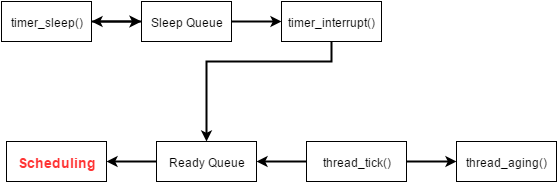 timer_sleep()
Sleep Queue
timer_interrupt()
Scheduling
Ready Queue
thread_tick()
thread_aging()